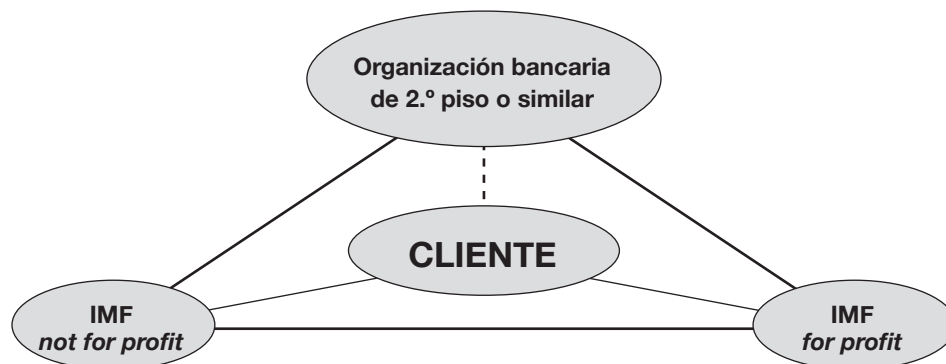 Organización bancaria
de 2.º piso o similar
CLIENTE
IMF
not for profit
IMF
for profit